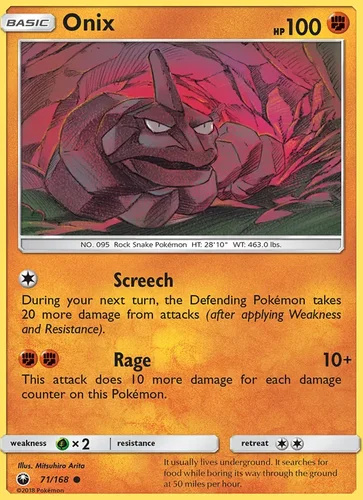 BASIC Onix HP 100
NO. 095 Rock Snake Pokémon HT: 28'10" WT: 463.0 lbs.
Screech
During your next turn, the Defending Pokémon takes
20 more damage from attacks (after applying Weakness
and Resistance).
Rage 10+
This attack does 10 more damage for each damage
counter on this Pokémon.
weakness × 2 resistance retreat
Illus. Mitsuhiro Arita
71/168
©2018 Pokémon
It usually lives underground. It searches for
food while boring its way through the ground
at 50 miles per hour.